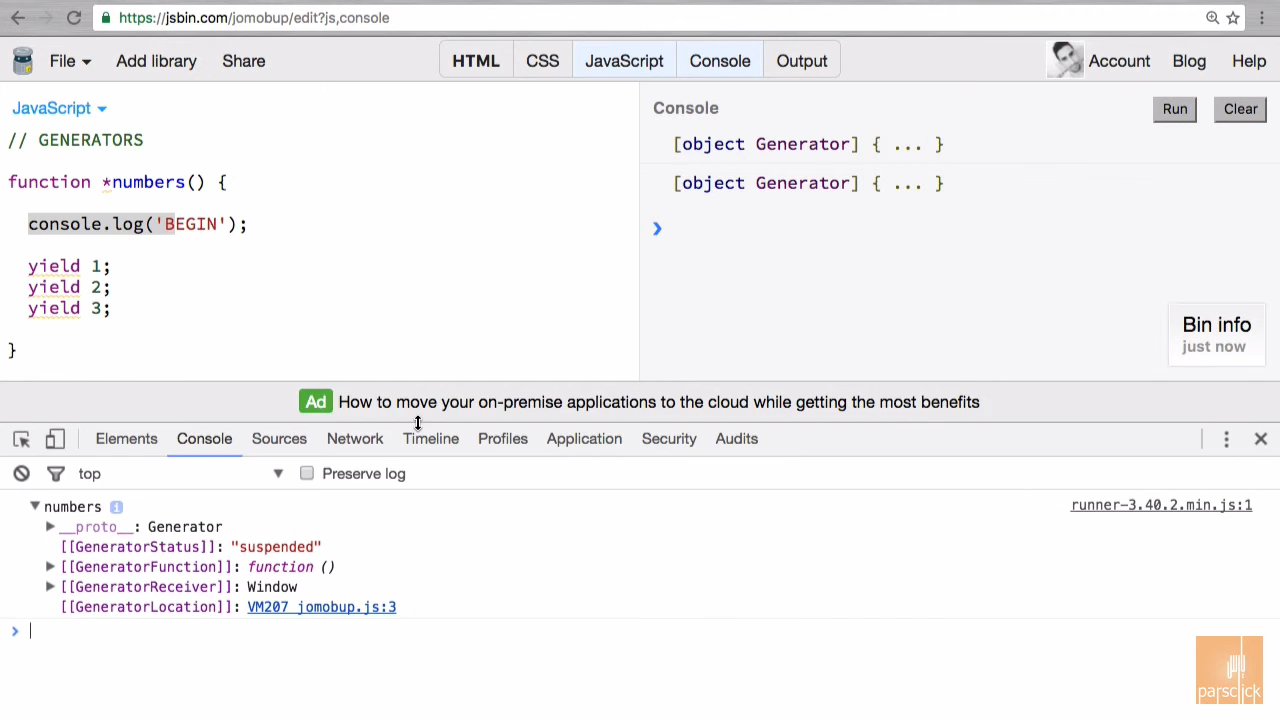 https://jsbin.com/jomobup/edit?js,console
File Add library Share HTML CSS JavaScript Console Output Account Blog Help
JavaScript
// GENERATORS
function *numbers() {
console.log('BEGIN');
yield 1;
yield 2;
yield 3;
}
Console Run Clear
[object Generator] { ... }
[object Generator] { ... }
Bin info
just now
Ad How to move your on-premise applications to the cloud while getting the most benefits
Elements Console Sources Network Timeline Profiles Application Security Audits
top Preserve log
numbers i runner-3.40.2.min.js:1
__proto__: Generator
[[GeneratorStatus]]: "suspended"
[[GeneratorFunction]]: function ()
[[GeneratorReceiver]]: Window
[[GeneratorLocation]]: VM207 jomobup.js:3
parsclick